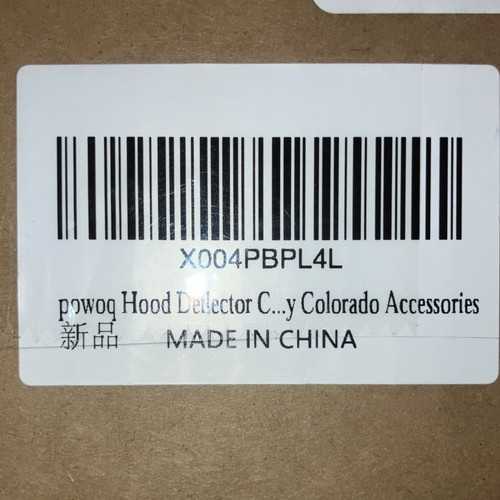 X004PBPL4L
powoq Hood Deflector C...y Colorado Accessories
新品 MADE IN CHINA